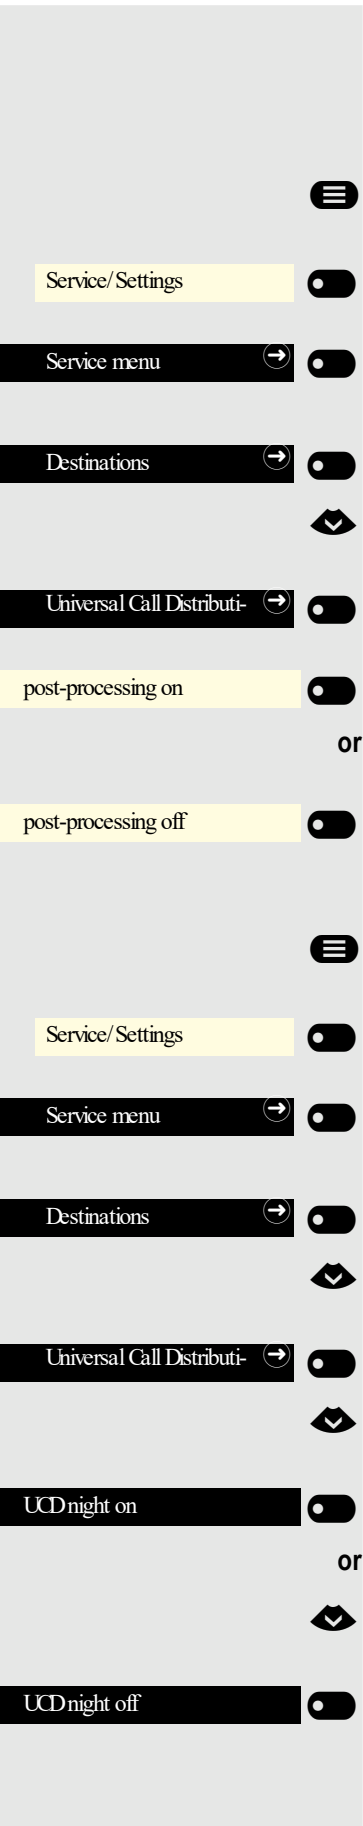 Service/Settings
Service menu
Destinations
Universal Call Distributi-
post-processing on
or
post-processing off
Service/Settings
Service menu
Destinations
Universal Call Distributi-
UCD night on
or
UCD night off